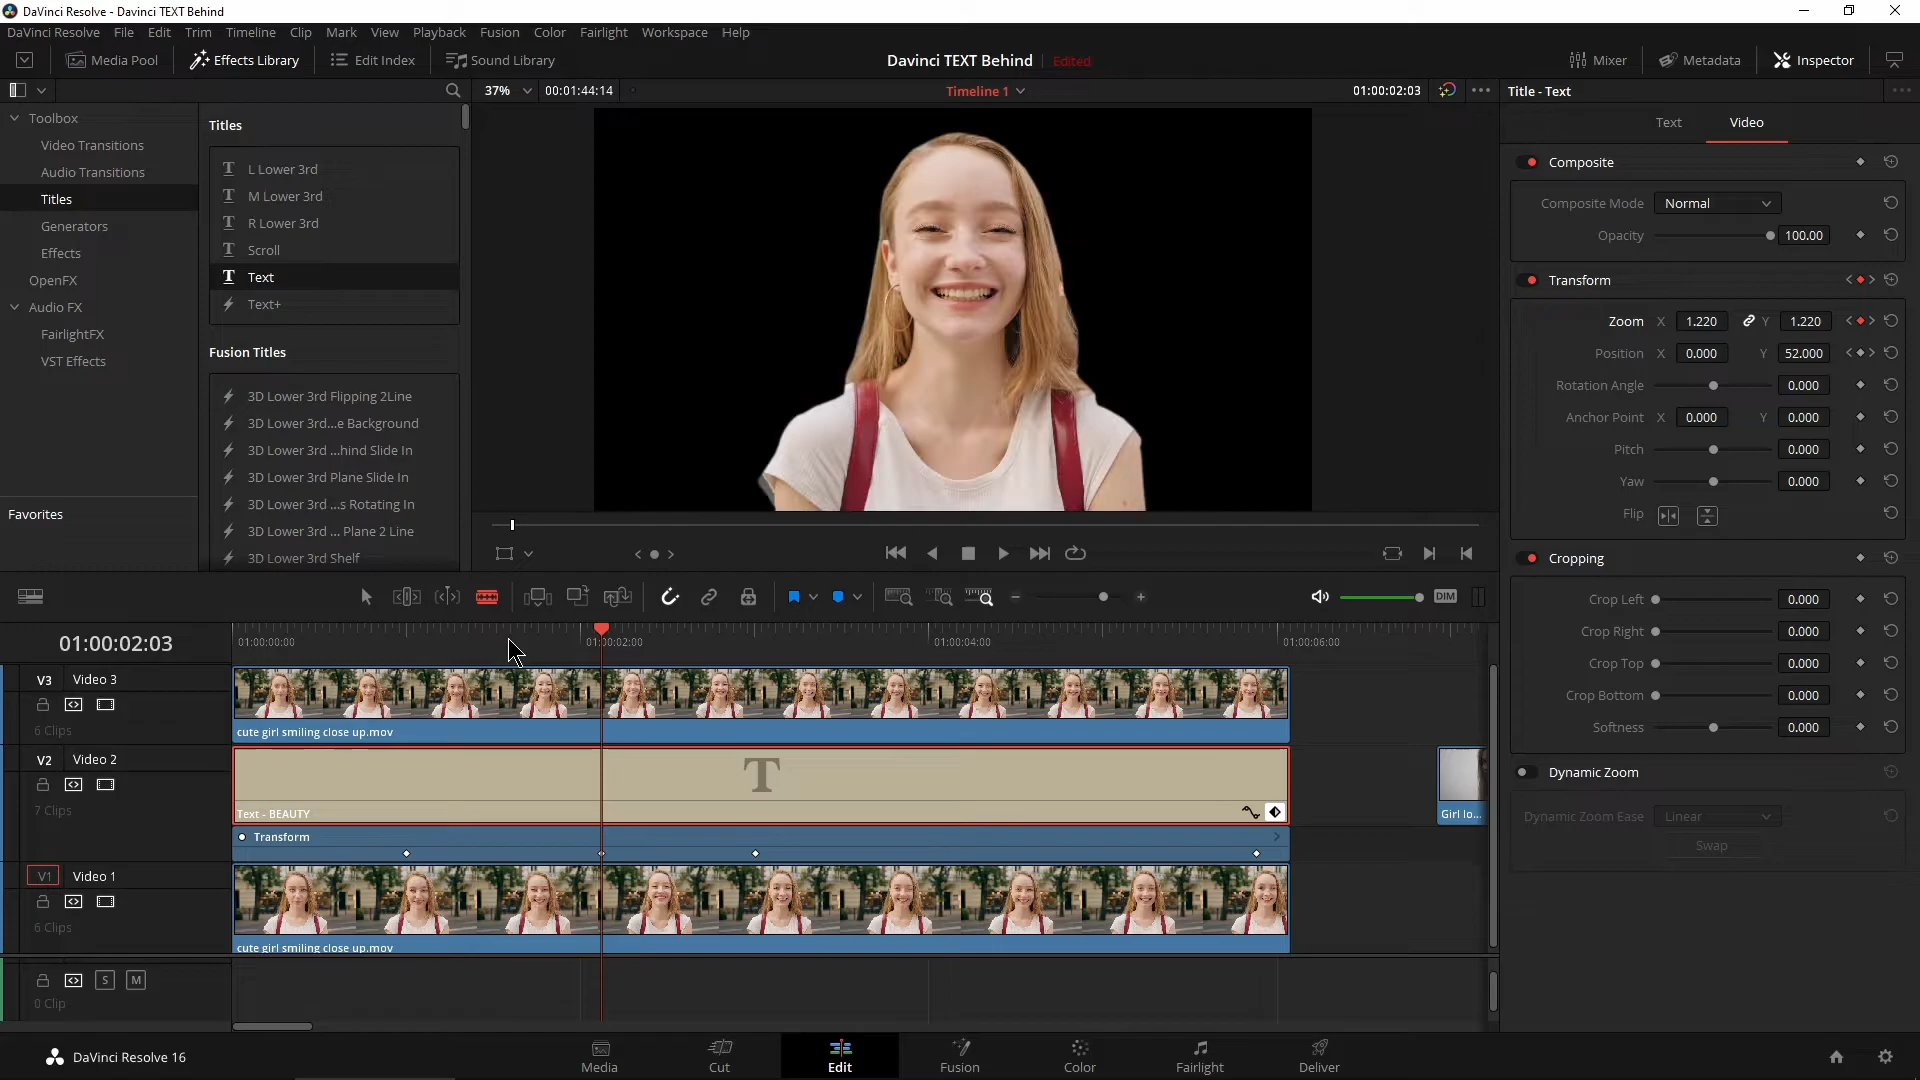 DaVinci Resolve - Davinci TEXT Behind
DaVinci Resolve File Edit Trim Timeline Clip Mark View Playback Fusion Color Fairlight Workspace Help
Media Pool Effects Library Edit Index Sound Library Davinci TEXT Behind Edited Mixer Metadata Inspector
37% 00:01:44:14 Timeline 1 01:00:02:03 Title - Text
Toolbox
Video Transitions
Audio Transitions
Titles
Generators
Effects
OpenFX
Audio FX
FairlightFX
VST Effects
Favorites
Titles
L Lower 3rd
M Lower 3rd
R Lower 3rd
Scroll
Text
Text+
Fusion Titles
3D Lower 3rd Flipping 2Line
3D Lower 3rd...e Background
3D Lower 3rd ...hind Slide In
3D Lower 3rd Plane Slide In
3D Lower 3rd ...s Rotating In
3D Lower 3rd ... Plane 2 Line
3D Lower 3rd Shelf
Text Video
Composite
Composite Mode Normal
Opacity 100.00
Transform
Zoom X 1.220 Y 1.220
Position X 0.000 Y 52.000
Rotation Angle 0.000
Anchor Point X 0.000 Y 0.000
Pitch 0.000
Yaw 0.000
Flip
Cropping
Crop Left 0.000
Crop Right 0.000
Crop Top 0.000
Crop Bottom 0.000
Softness 0.000
Dynamic Zoom
Dynamic Zoom Ease Linear
Swap
DIM
01:00:02:03 01:00:00:00 01:00:02:00 01:00:04:00 01:00:06:00
V3 Video 3
6 Clips
cute girl smiling close up.mov
V2 Video 2
7 Clips
T
Text - BEAUTY
Girl lo...
Transform
V1 Video 1
6 Clips
cute girl smiling close up.mov
S M
0 Clip
DaVinci Resolve 16
Media Cut Edit Fusion Color Fairlight Deliver